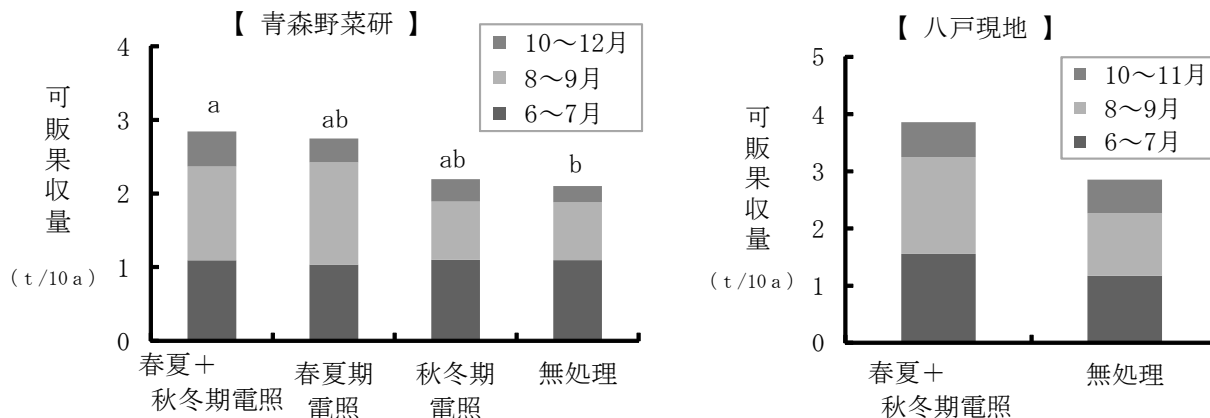 【 青森野菜研 】
可販果収量
（ｔ/10ａ）
4
3
2
1
0
10～12月
8～9月
6～7月
a
ab
ab
b
春夏＋
秋冬期電照
春夏期
電照
秋冬期
電照
無処理
【 八戸現地 】
可販果収量
（ｔ/10ａ）
5
4
3
2
1
0
10～11月
8～9月
6～7月
春夏＋
秋冬期電照
無処理